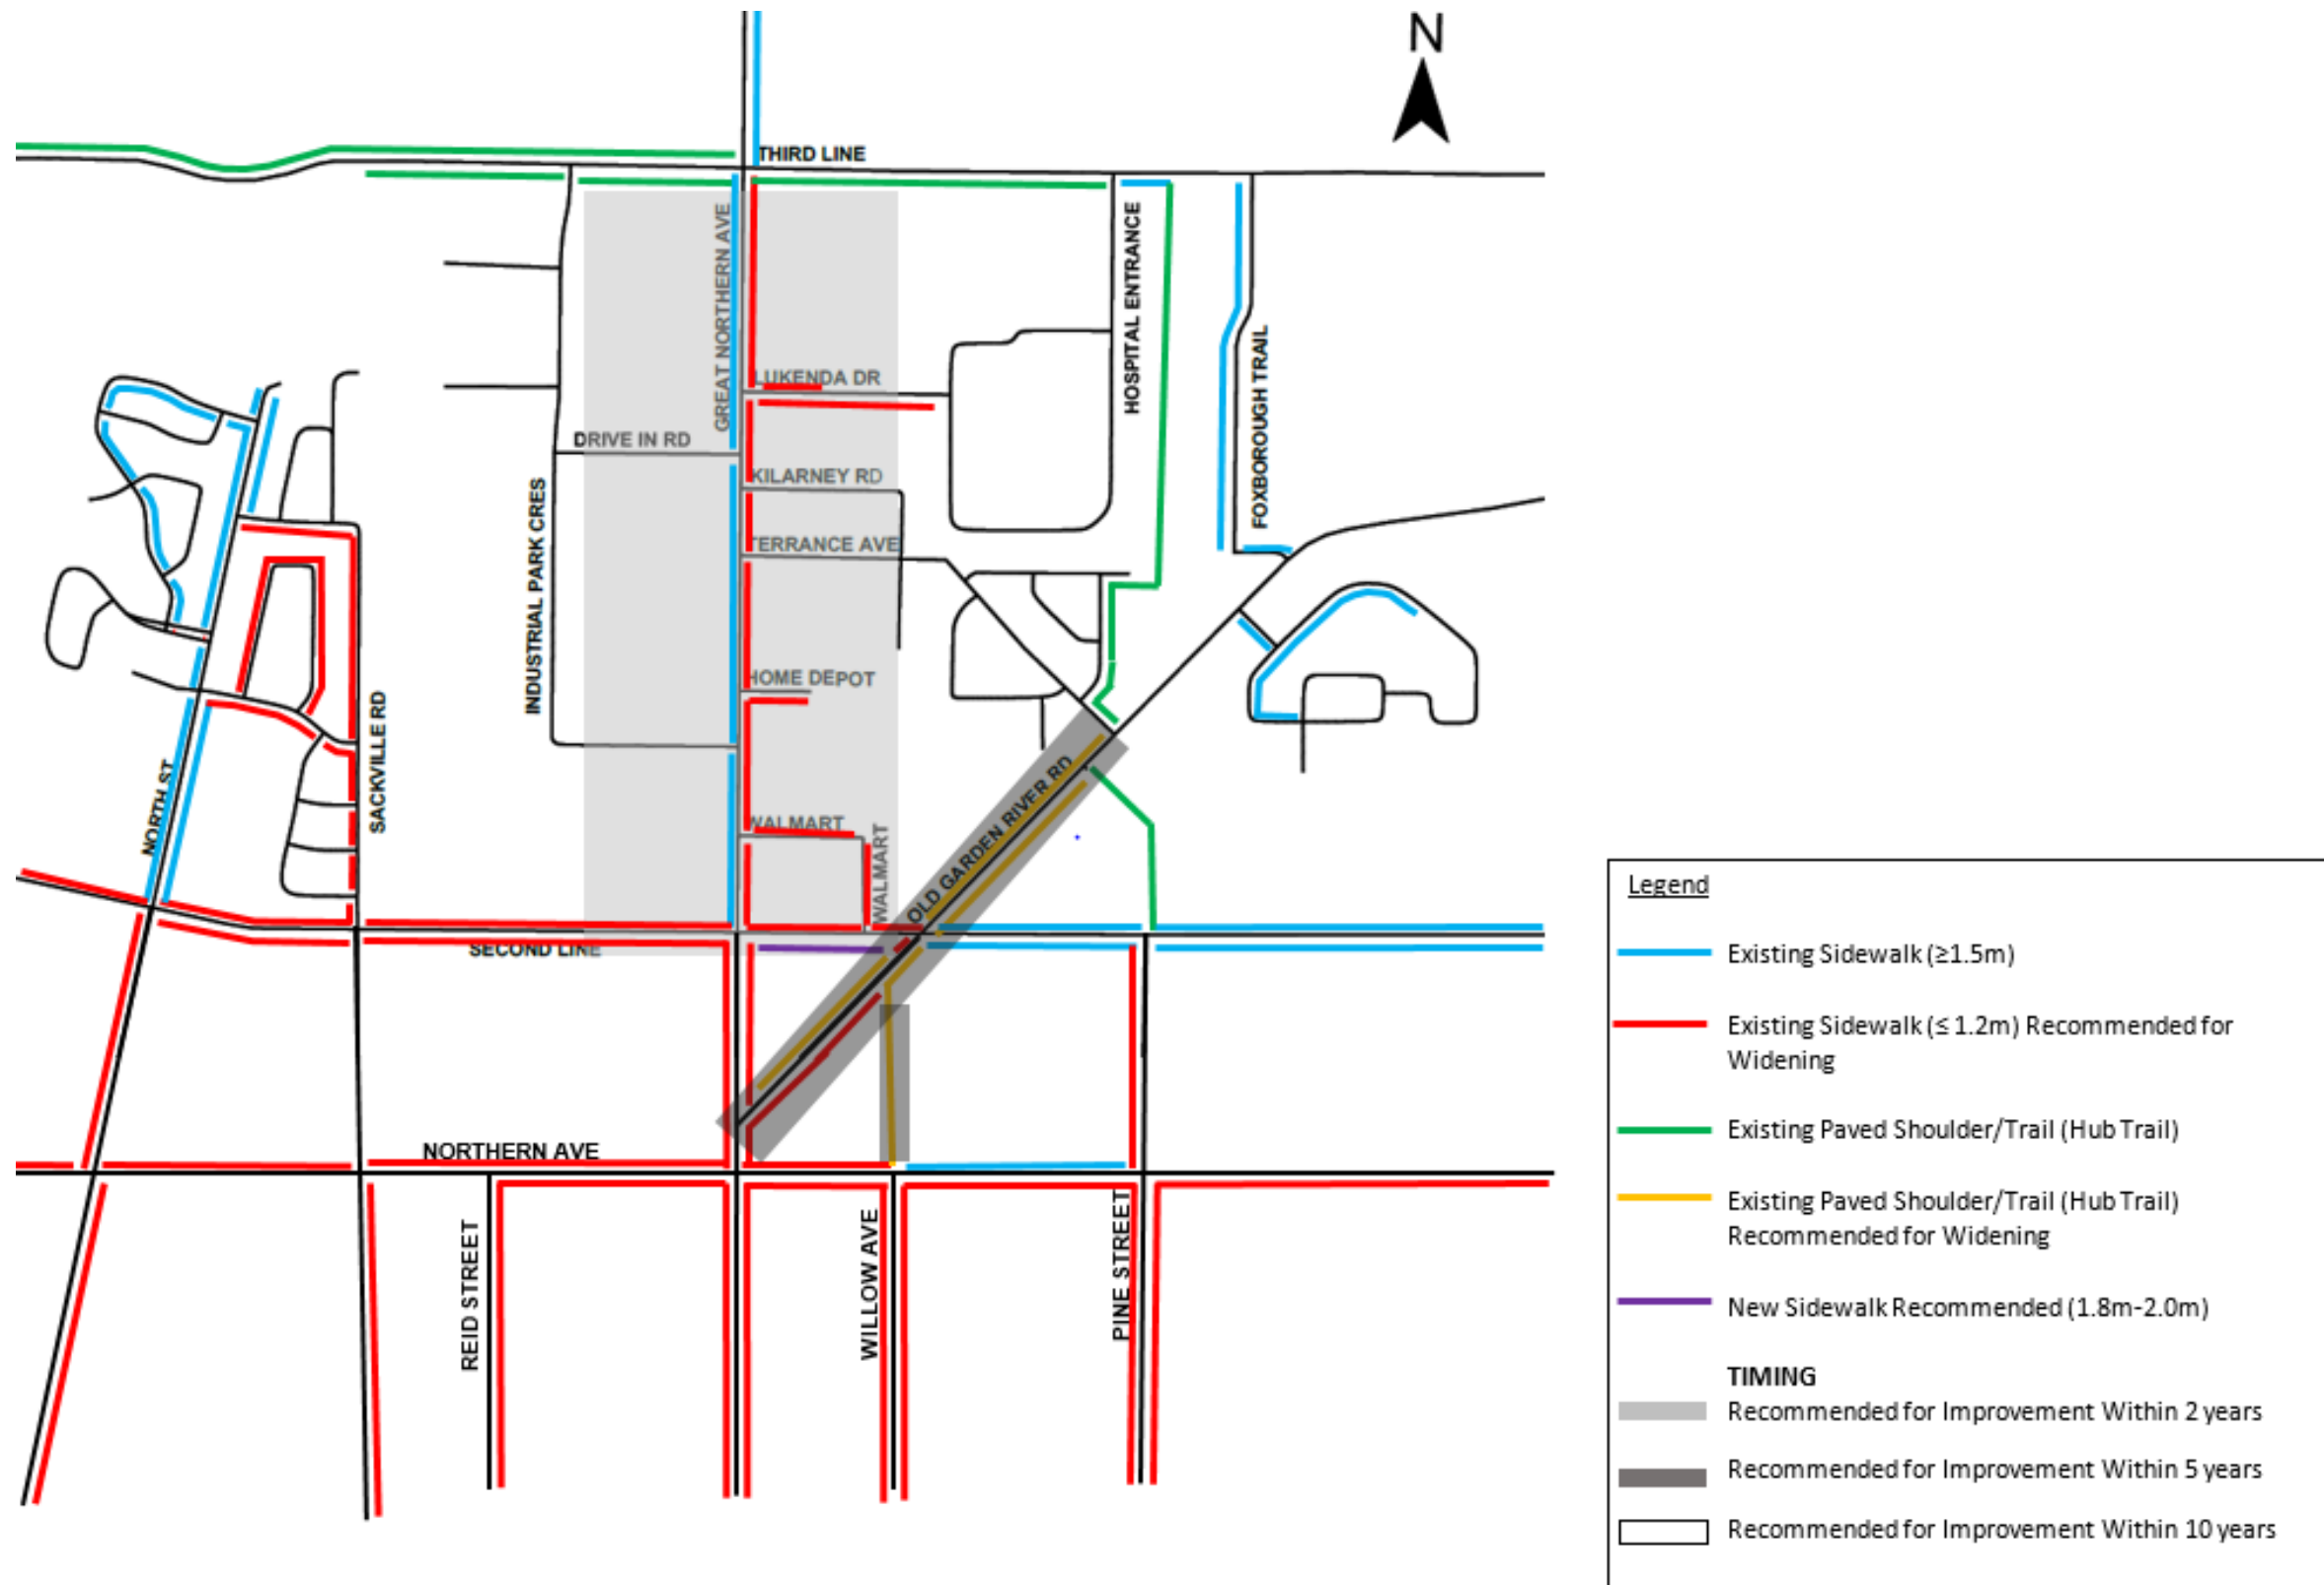 N
THIRD LINE
GREAT NORTHERN AVE
HOSPITAL ENTRANCE
LUKENDA DR
FOXBOROUGH TRAIL
DRIVE IN RD
KILARNEY RD
INDUSTRIAL PARK CRES
TERRANCE AVE
HOME DEPOT
SACKVILLE RD
NORTH ST
OLD GARDEN RIVER RD
WALMART
WALMART
SECOND LINE
NORTHERN AVE
REID STREET
WILLOW AVE
PINE STREET
Legend
Existing Sidewalk (≥1.5m)
Existing Sidewalk (≤ 1.2m) Recommended for
Widening
Existing Paved Shoulder/Trail (Hub Trail)
Existing Paved Shoulder/Trail (Hub Trail)
Recommended for Widening
New Sidewalk Recommended (1.8m-2.0m)
TIMING
Recommended for Improvement Within 2 years
Recommended for Improvement Within 5 years
Recommended for Improvement Within 10 years